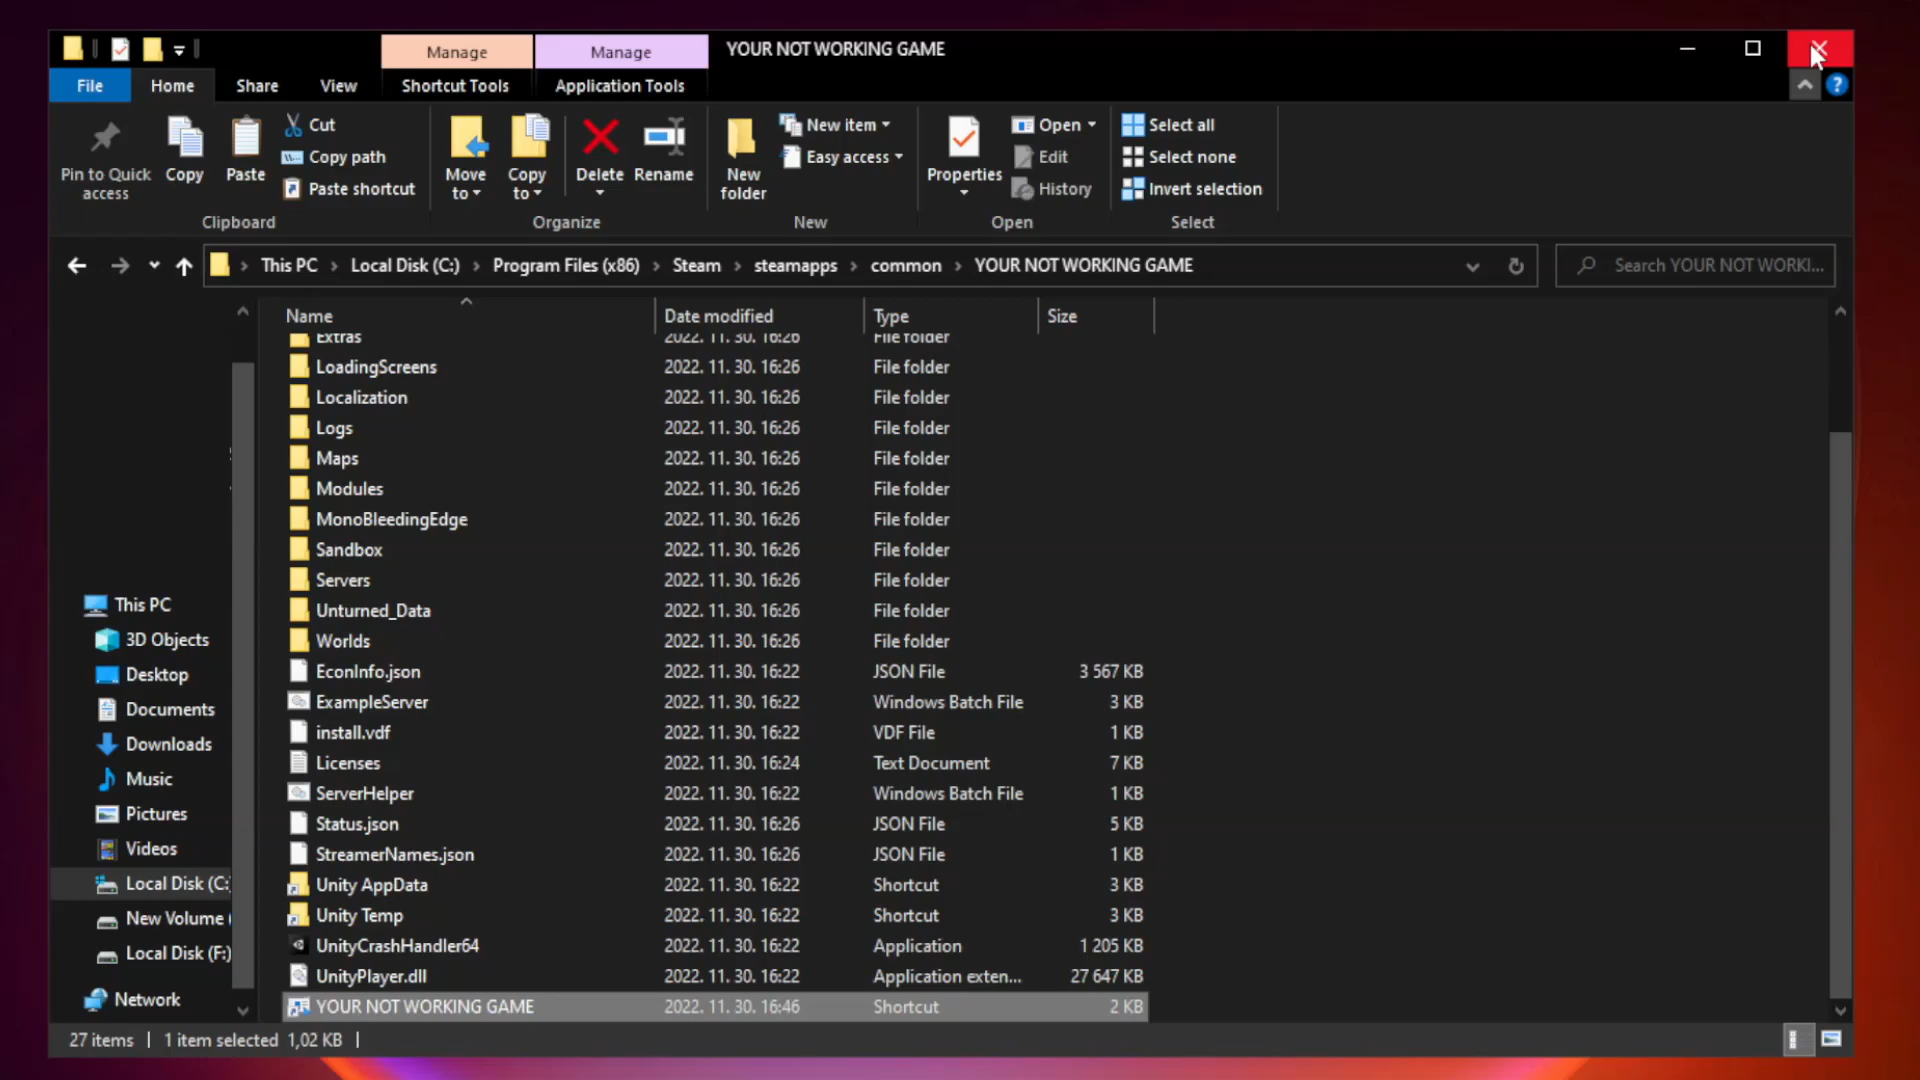 Manage
Manage
YOUR NOT WORKING GAME
File
Home
Share
View
Shortcut Tools
Application Tools
Pin to Quick
access
Copy
Paste
Cut
Copy path
Paste shortcut
Clipboard
Move
to
Copy
to
Delete
Rename
Organize
New
folder
New item
Easy access
New
Properties
Open
Edit
History
Open
Select all
Select none
Invert selection
Select
This PC
Local Disk (C:)
Program Files (x86)
Steam
steamapps
common
YOUR NOT WORKING GAME
Search YOUR NOT WORKI...
Name
Date modified
Type
Size
Extras 2022. 11. 30. 16:26 File folder
LoadingScreens 2022. 11. 30. 16:26 File folder
Localization 2022. 11. 30. 16:26 File folder
Logs 2022. 11. 30. 16:26 File folder
Maps 2022. 11. 30. 16:26 File folder
Modules 2022. 11. 30. 16:26 File folder
MonoBleedingEdge 2022. 11. 30. 16:26 File folder
Sandbox 2022. 11. 30. 16:26 File folder
Servers 2022. 11. 30. 16:26 File folder
Unturned_Data 2022. 11. 30. 16:26 File folder
Worlds 2022. 11. 30. 16:26 File folder
EconInfo.json 2022. 11. 30. 16:22 JSON File 3 567 KB
ExampleServer 2022. 11. 30. 16:22 Windows Batch File 3 KB
install.vdf 2022. 11. 30. 16:22 VDF File 1 KB
Licenses 2022. 11. 30. 16:24 Text Document 7 KB
ServerHelper 2022. 11. 30. 16:22 Windows Batch File 1 KB
Status.json 2022. 11. 30. 16:26 JSON File 5 KB
StreamerNames.json 2022. 11. 30. 16:26 JSON File 1 KB
Unity AppData 2022. 11. 30. 16:22 Shortcut 3 KB
Unity Temp 2022. 11. 30. 16:22 Shortcut 3 KB
UnityCrashHandler64 2022. 11. 30. 16:22 Application 1 205 KB
UnityPlayer.dll 2022. 11. 30. 16:22 Application exten... 27 647 KB
YOUR NOT WORKING GAME 2022. 11. 30. 16:46 Shortcut 2 KB
This PC
3D Objects
Desktop
Documents
Downloads
Music
Pictures
Videos
Local Disk (C:)
New Volume (
Local Disk (F:)
Network
27 items
1 item selected 1,02 KB